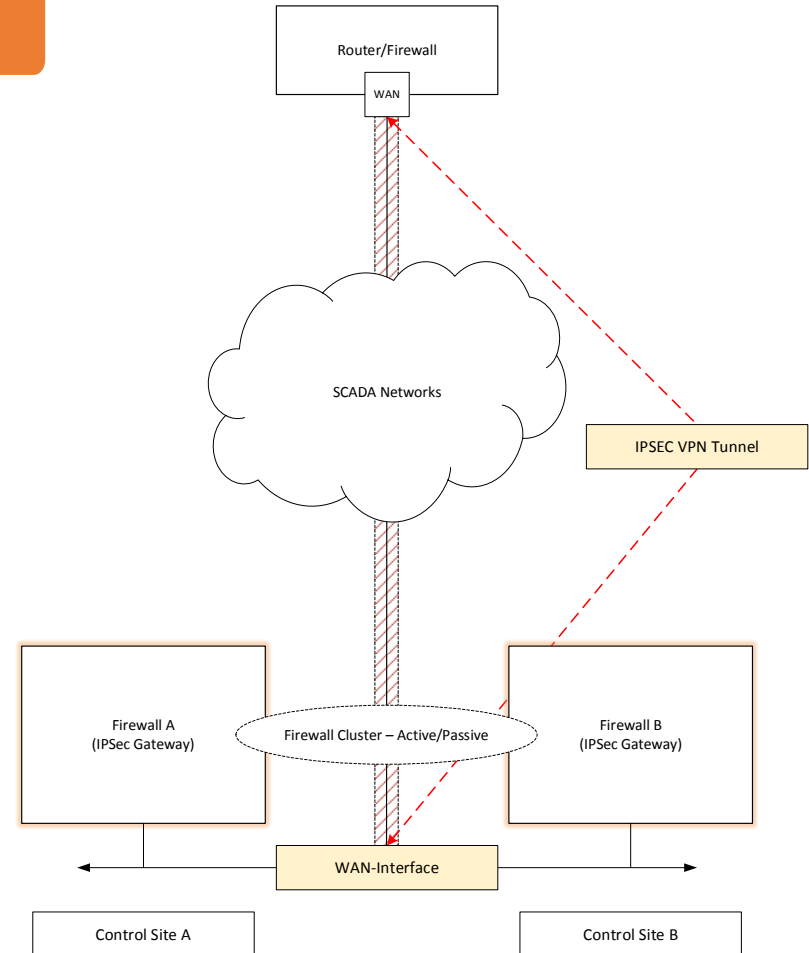 Router/Firewall
WAN
SCADA Networks
IPSEC VPN Tunnel
Firewall A
(IPSec Gateway)
Firewall Cluster – Active/Passive
Firewall B
(IPSec Gateway)
WAN-Interface
Control Site A
Control Site B